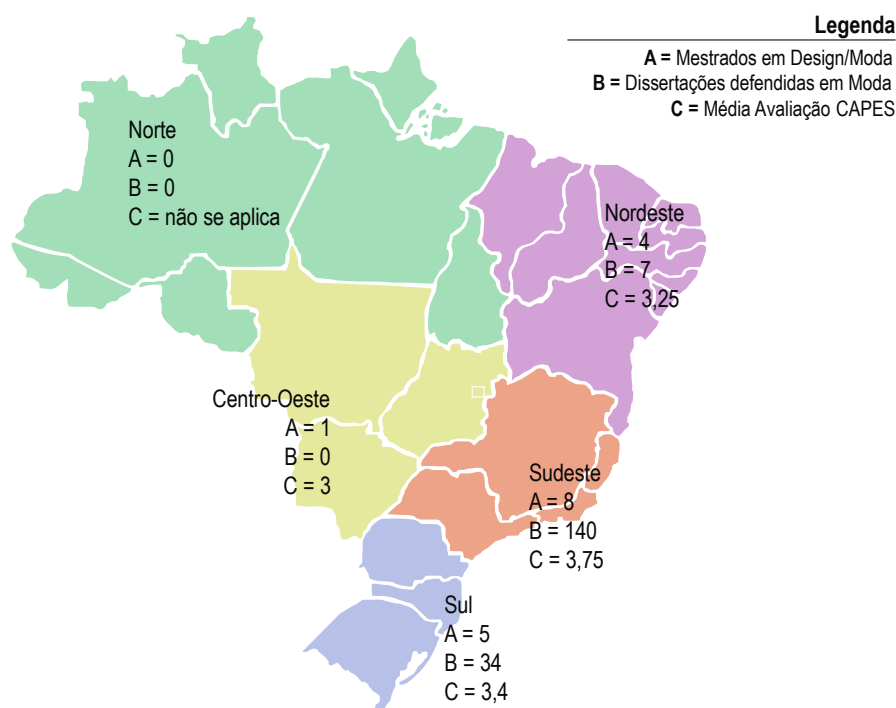 Legenda
A = Mestrados em Design/Moda
B = Dissertações defendidas em Moda
C = Média Avaliação CAPES
Norte
A = 0
B = 0
C = não se aplica
Nordeste
A = 4
B = 7
C = 3,25
Centro-Oeste
A = 1
B = 0
C = 3
Sudeste
A = 8
B = 140
C = 3,75
Sul
A = 5
B = 34
C = 3,4